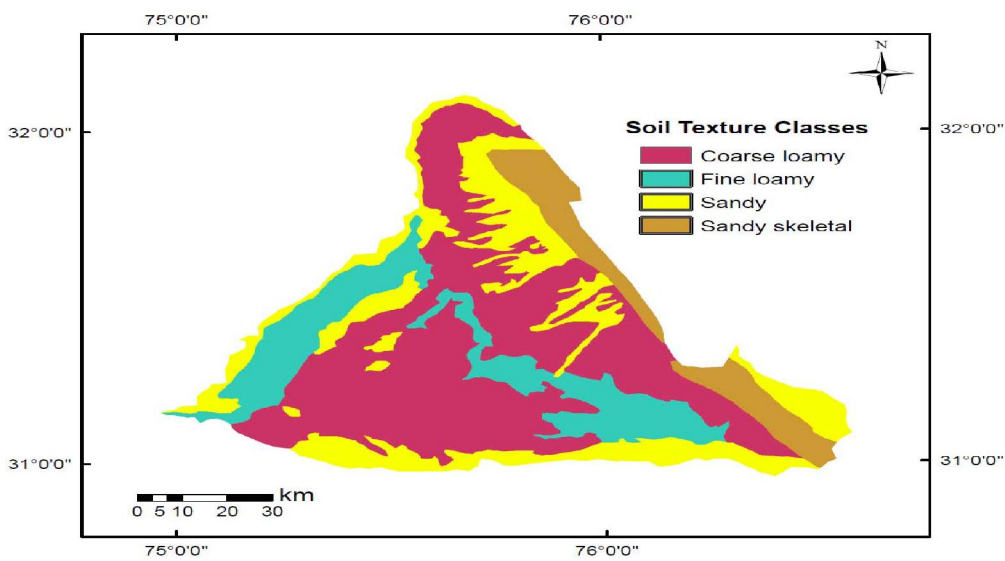 75°0'0" 76°0'0"
N
32°0'0" 32°0'0"
Soil Texture Classes
Coarse loamy
Fine loamy
Sandy
Sandy skeletal
31°0'0" 31°0'0"
km
0 5 10 20 30
75°0'0" 76°0'0"